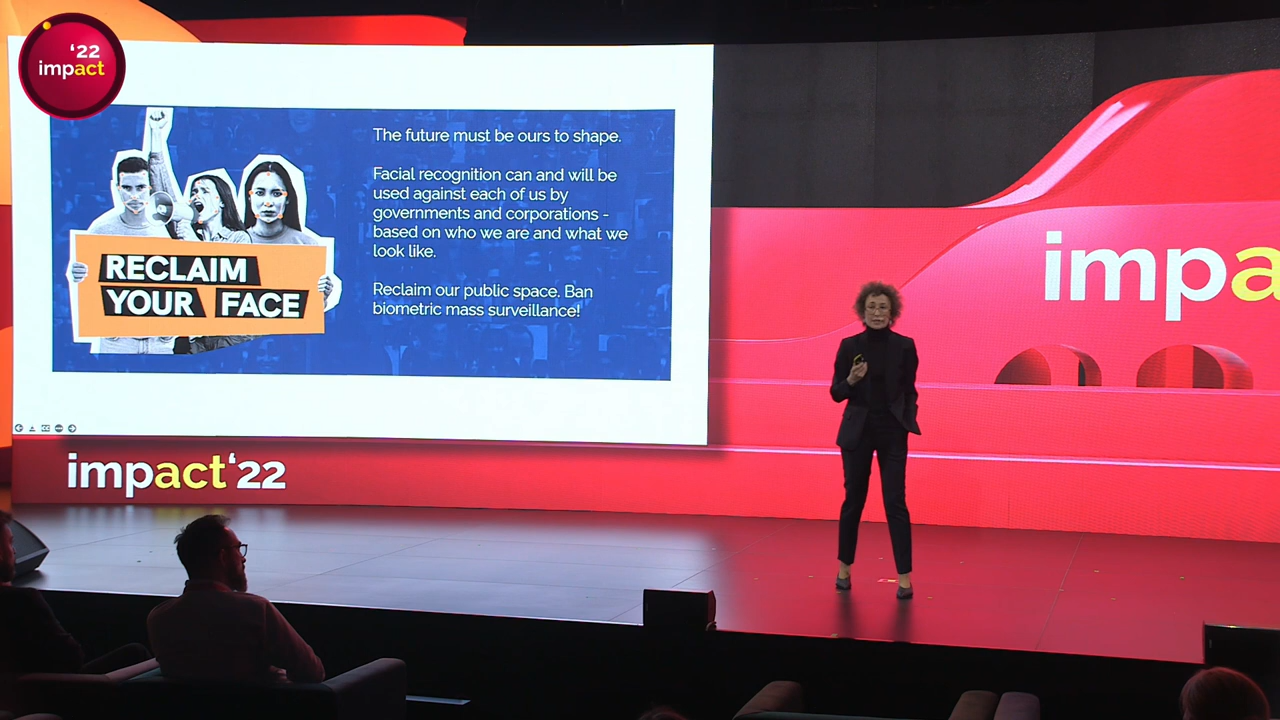 ‘22
impact
The future must be ours to shape.
Facial recognition can and will be
used against each of us by
governments and corporations -
based on who we are and what we
look like.
Reclaim our public space. Ban
biometric mass surveillance!
RECLAIM
YOUR FACE
impa
impact‘22